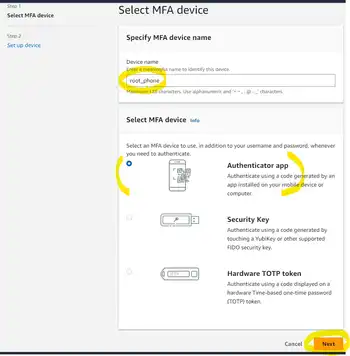 Step 1
Select MFA device
Step 2
Set up device
Select MFA device
Specify MFA device name
Device name
Enter a meaningful name to identify this device.
root_phone
Maximum 128 characters. Use alphanumeric and '+ = , . @ - _' characters.
Select MFA device Info
Select an MFA device to use, in addition to your username and password, whenever
you need to authenticate.
Authenticator app
Authenticate using a code generated by an
app installed on your mobile device or
computer.
Security Key
Authenticate using a code generated by
touching a YubiKey or other supported
FIDO security key.
Hardware TOTP token
Authenticate using a code displayed on a
hardware Time-based one-time password
(TOTP) token.
Cancel
Next